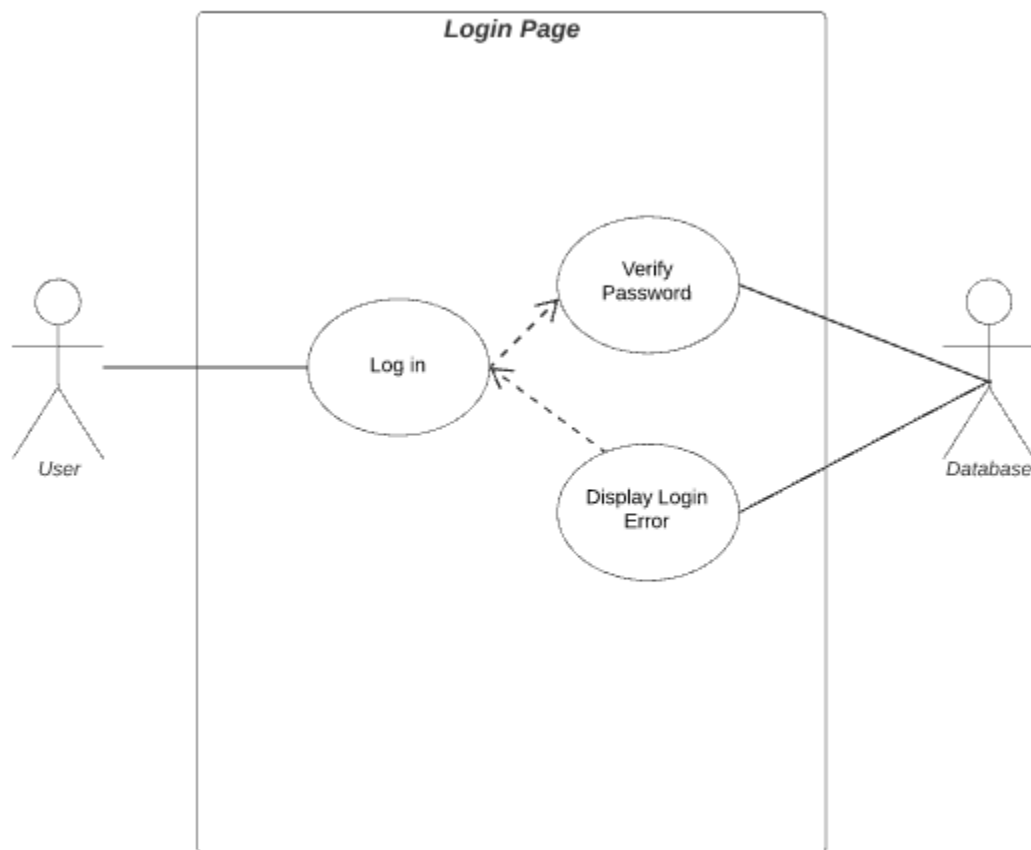 Login Page
Verify
Password
Log in
User
Database
Display Login
Error